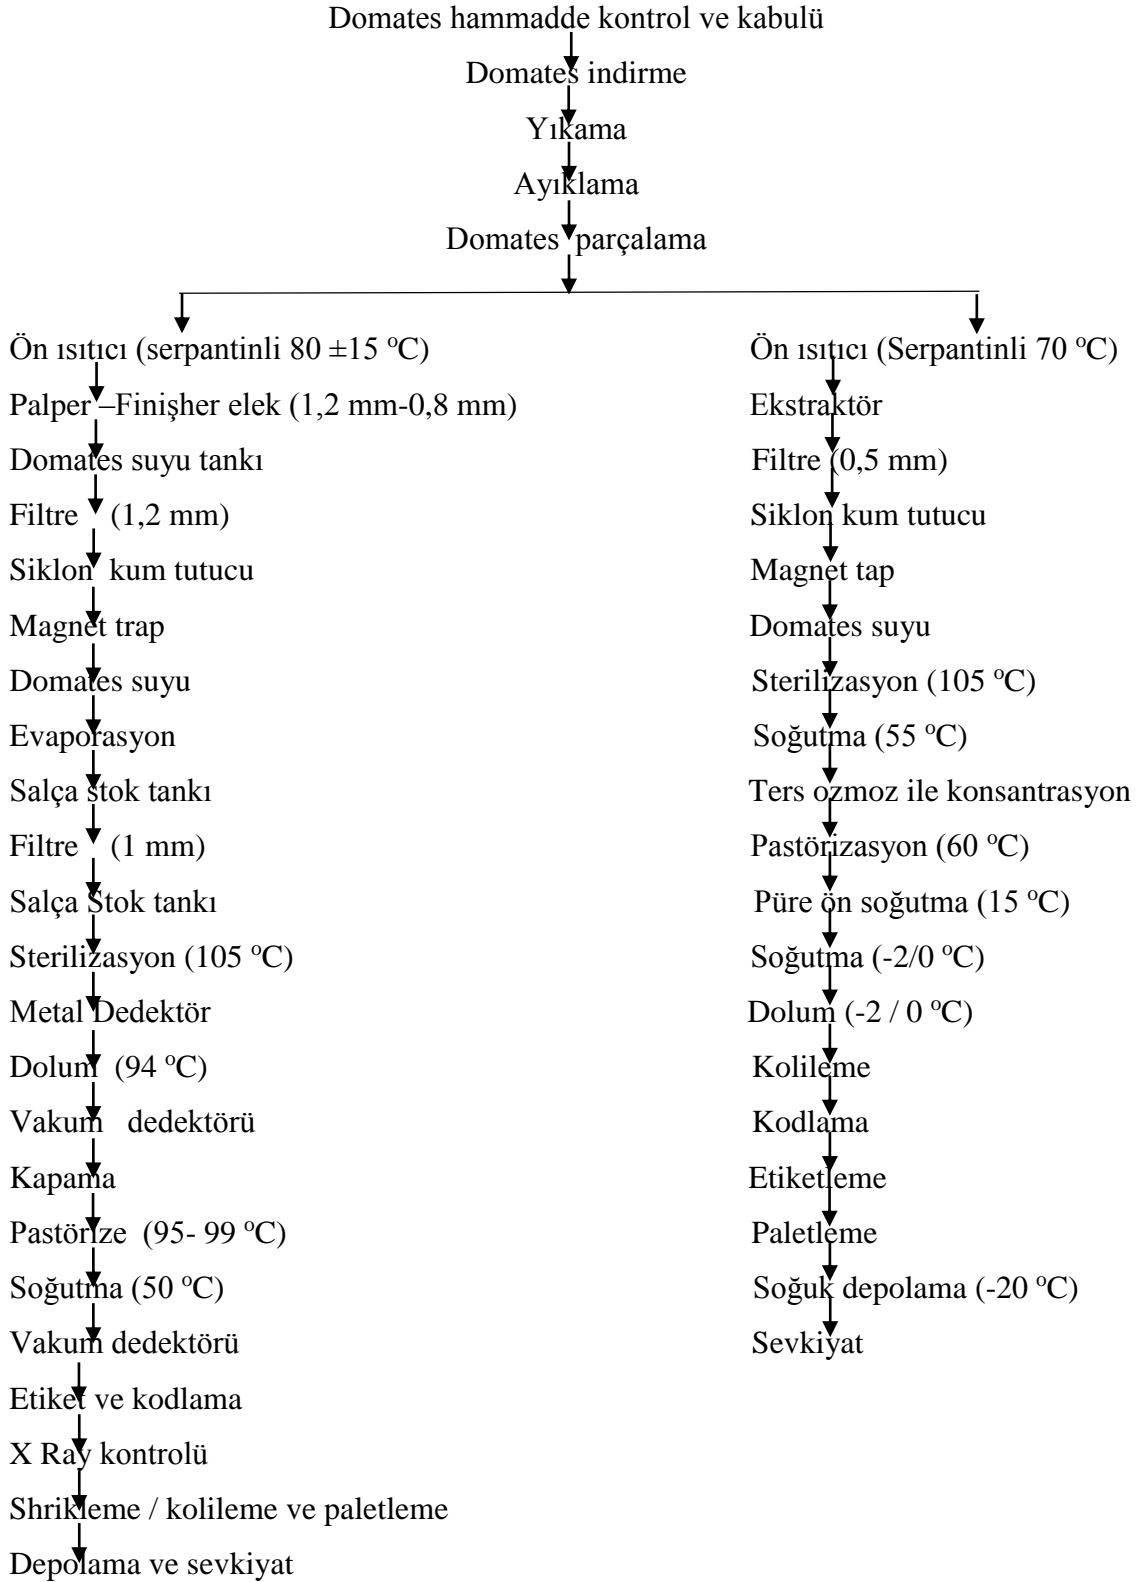 Domates hammadde kontrol ve kabulü
Domates indirme
Yıkama
Ayıklama
Domates parçalama
Ön ısıtıcı (serpantinli 80 ±15 ºC)
Palper –Finişher elek (1,2 mm-0,8 mm)
Domates suyu tankı
Filtre (1,2 mm)
Siklon kum tutucu
Magnet trap
Domates suyu
Evaporasyon
Salça stok tankı
Filtre (1 mm)
Salça Stok tankı
Sterilizasyon (105 ºC)
Metal Dedektör
Dolum (94 ºC)
Vakum dedektörü
Kapama
Pastörize (95- 99 ºC)
Soğutma (50 ºC)
Vakum dedektörü
Etiket ve kodlama
X Ray kontrolü
Shrikleme / kolileme ve paletleme
Depolama ve sevkiyat
Ön ısıtıcı (Serpantinli 70 ºC)
Ekstraktör
Filtre (0,5 mm)
Siklon kum tutucu
Magnet tap
Domates suyu
Sterilizasyon (105 ºC)
Soğutma (55 ºC)
Ters ozmoz ile konsantrasyon
Pastörizasyon (60 ºC)
Püre ön soğutma (15 ºC)
Soğutma (-2/0 ºC)
Dolum (-2 / 0 ºC)
Kolileme
Kodlama
Etiketleme
Paletleme
Soğuk depolama (-20 ºC)
Sevkiyat